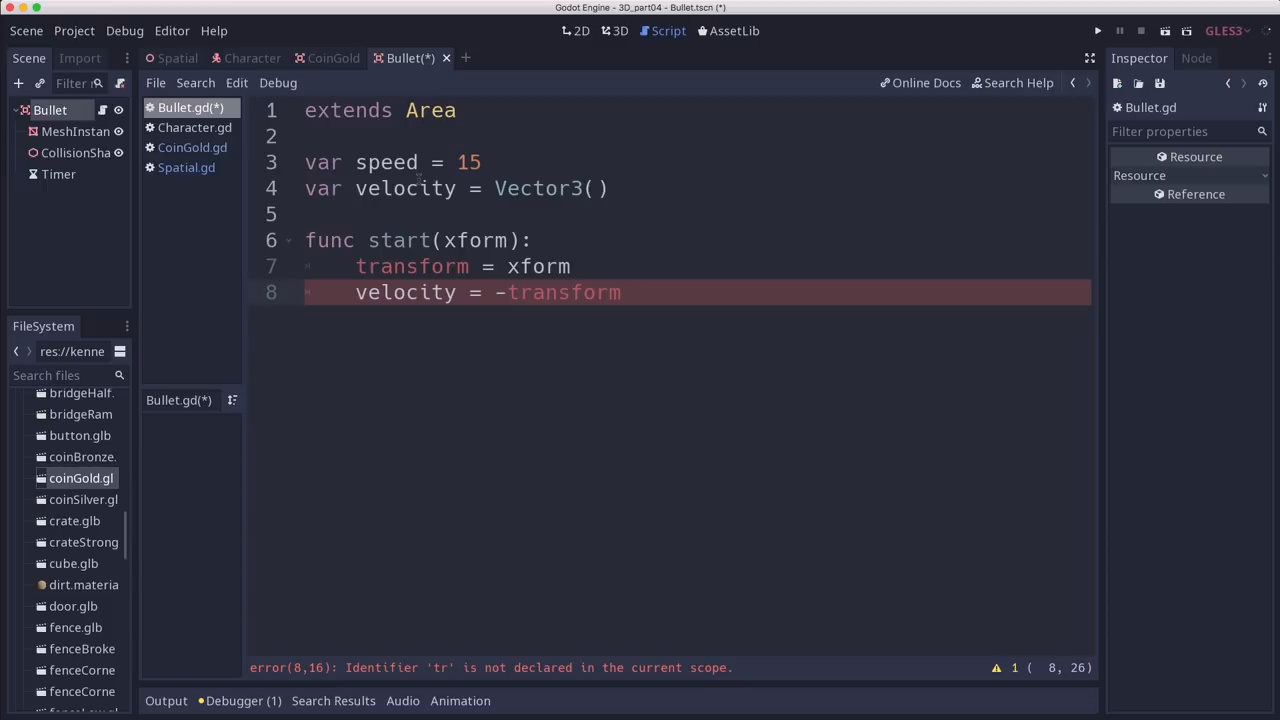 Godot Engine - 3D_part04 - Bullet.tscn (*)
Scene Project Debug Editor Help
2D 3D Script AssetLib
GLES3
Scene Import
Spatial Character CoinGold Bullet(*)
Inspector Node
Filter
File Search Edit Debug
Online Docs Search Help
Bullet
MeshInstan
CollisionSha
Timer
Bullet.gd(*)
Character.gd
CoinGold.gd
Spatial.gd
Bullet.gd(*)
1 extends Area
2
3 var speed = 15
4 var velocity = Vector3()
5
6 func start(xform):
7 transform = xform
8 velocity = -transform
Bullet.gd
Filter properties
Resource
Resource
Reference
FileSystem
res://kenne
Search files
bridgeHalf.
bridgeRam
button.glb
coinBronze.
coinGold.gl
coinSilver.gl
crate.glb
crateStrong
cube.glb
dirt.materia
door.glb
fence.glb
fenceBroke
fenceCorne
fenceCorne
fenceLow.gl
error(8,16): Identifier 'tr' is not declared in the current scope.
1 ( 8, 26)
Output Debugger (1) Search Results Audio Animation